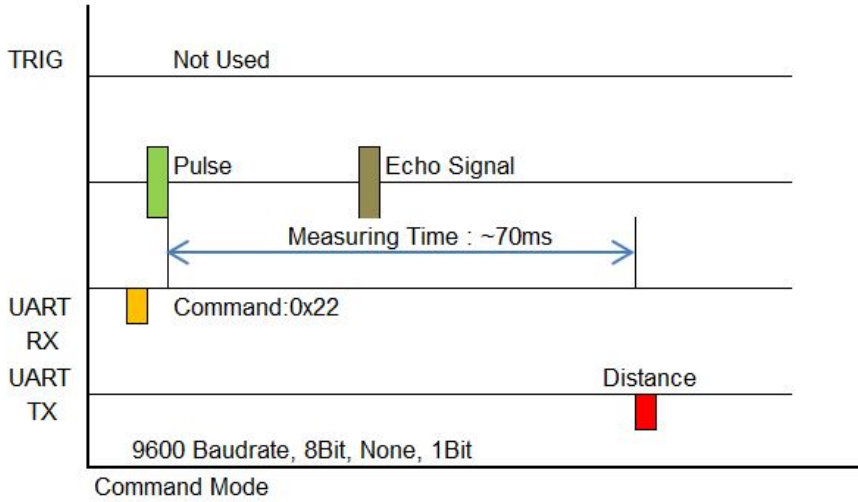 TRIG Not Used
Pulse Echo Signal
Measuring Time : ~70ms
UART
RX
Command:0x22
UART
TX
Distance
9600 Baudrate, 8Bit, None, 1Bit
Command Mode